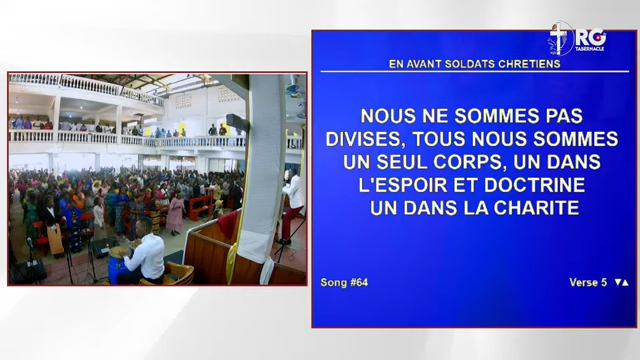 RG
TABERNACLE
EN AVANT SOLDATS CHRETIENS
NOUS NE SOMMES PAS
DIVISES, TOUS NOUS SOMMES
UN SEUL CORPS, UN DANS
L'ESPOIR ET DOCTRINE
UN DANS LA CHARITE
Song #64
Verse 5 ▼▲